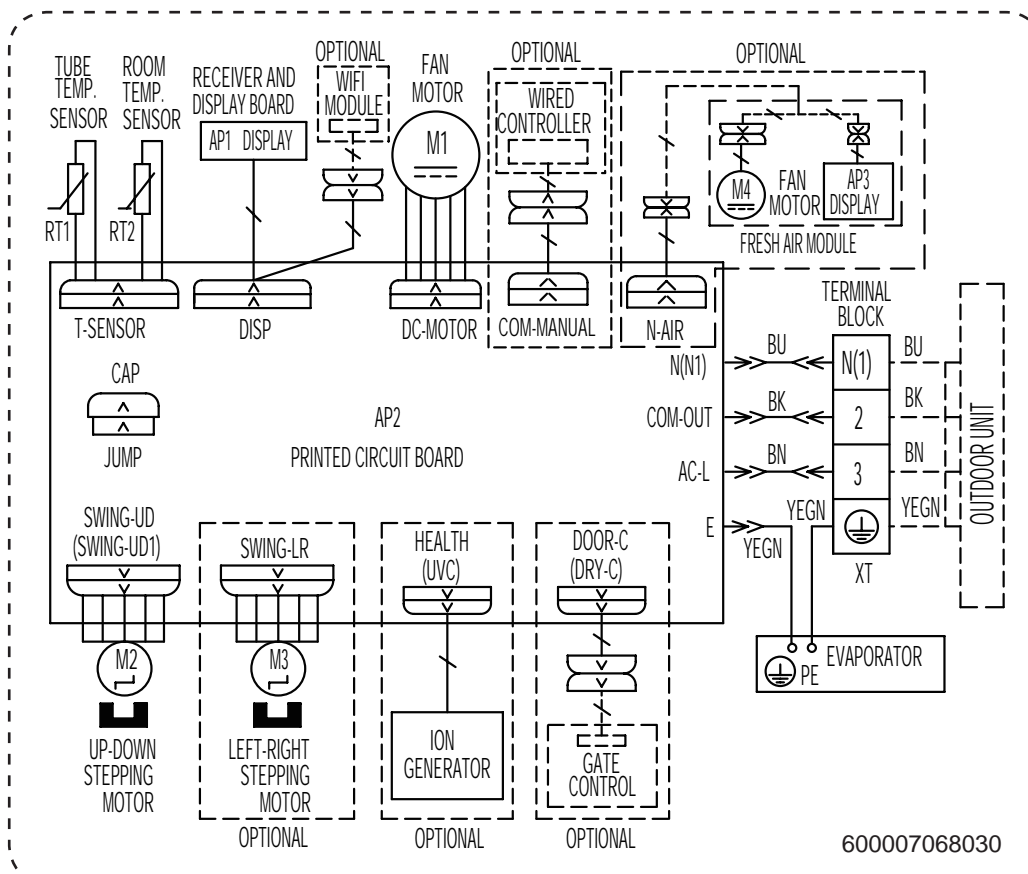 TUBE
TEMP.
SENSOR
ROOM
TEMP.
SENSOR
RECEIVER AND
DISPLAY BOARD
AP1 DISPLAY
OPTIONAL
WIFI
MODULE
FAN
MOTOR
M1
OPTIONAL
WIRED
CONTROLLER
OPTIONAL
M4
FAN
MOTOR
AP3
DISPLAY
FRESH AIR MODULE
RT1
RT2
T-SENSOR
DISP
DC-MOTOR
COM-MANUAL
N-AIR
TERMINAL
BLOCK
N(N1)
BU
N(1)
BU
COM-OUT
BK
2
BK
AC-L
BN
3
BN
E
YEGN
YEGN
YEGN
XT
OUTDOOR UNIT
CAP
JUMP
AP2
PRINTED CIRCUIT BOARD
SWING-UD
(SWING-UD1)
SWING-LR
HEALTH
(UVC)
DOOR-C
(DRY-C)
PE
EVAPORATOR
M2
UP-DOWN
STEPPING
MOTOR
M3
LEFT-RIGHT
STEPPING
MOTOR
OPTIONAL
ION
GENERATOR
OPTIONAL
GATE
CONTROL
OPTIONAL
600007068030